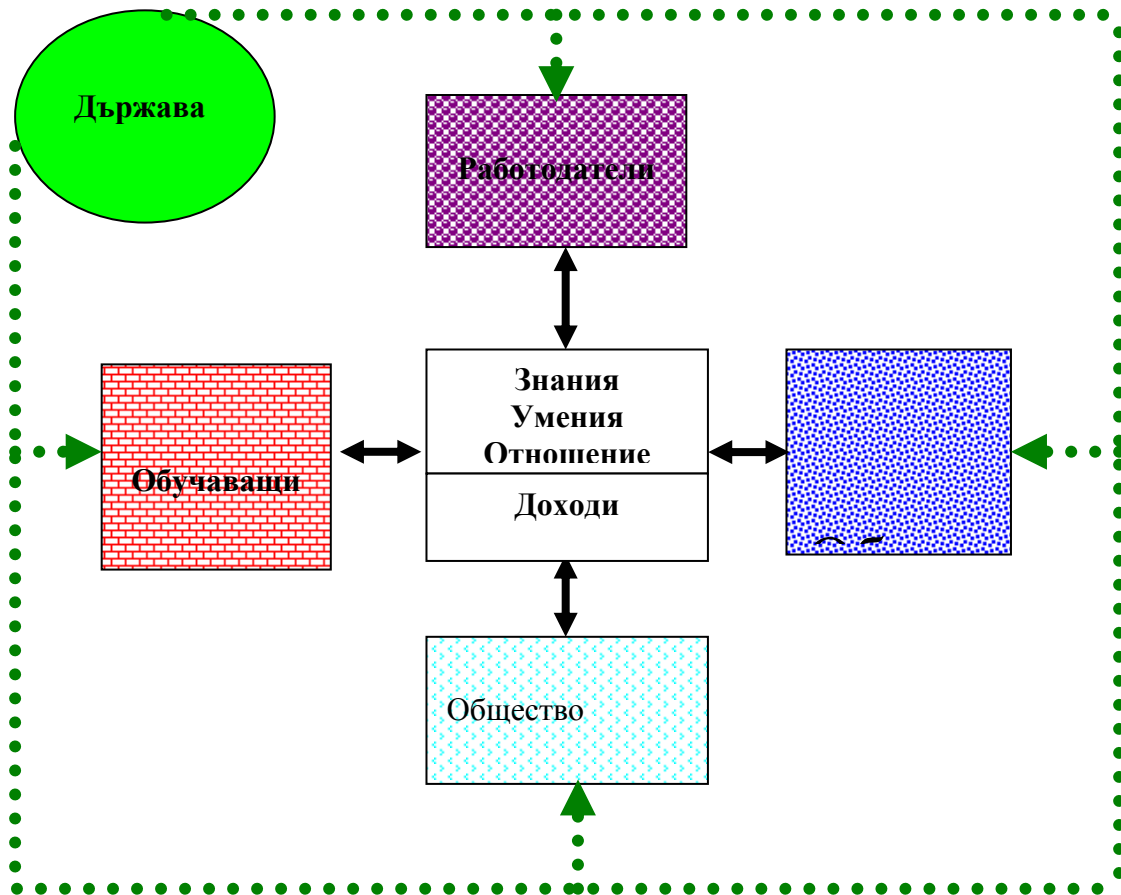 Държава
Работодатели
Знания
Умения
Отношение
Обучаващи
Доходи
Общество